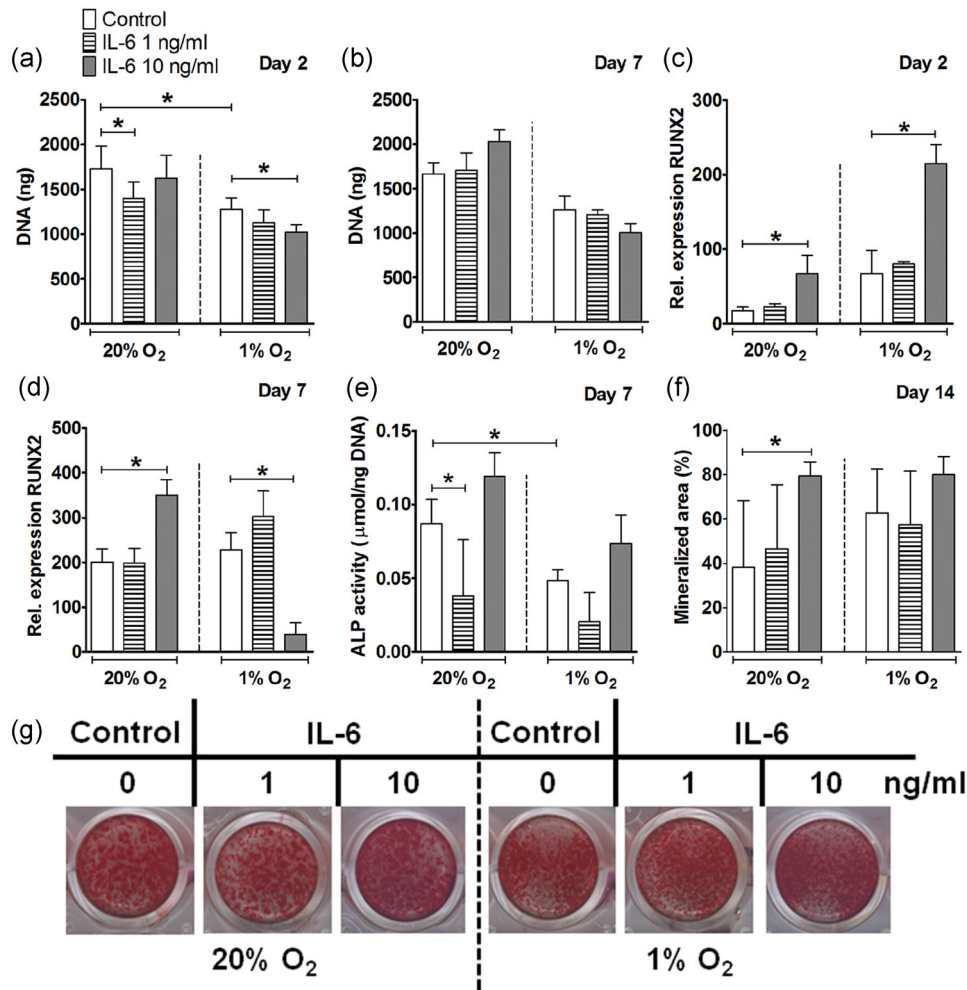 Control
IL-6 1 ng/ml
IL-6 10 ng/ml
(a)
Day 2
DNA (ng)
2500
2000
1500
1000
500
0
*
*
*
20% O₂
1% O₂
(b)
Day 7
DNA (ng)
2500
2000
1500
1000
500
0
20% O₂
1% O₂
(c)
Day 2
Rel. expression RUNX2
300
200
100
0
*
*
20% O₂
1% O₂
(d)
Day 7
Rel. expression RUNX2
500
400
300
200
100
0
*
*
20% O₂
1% O₂
(e)
Day 7
ALP activity (μmol/ng DNA)
0.15
0.10
0.05
0.00
*
*
20% O₂
1% O₂
(f)
Day 14
Mineralized area (%)
100
80
60
40
20
0
*
20% O₂
1% O₂
(g)
Control IL-6 Control IL-6
0 1 10 0 1 10 ng/ml
20% O₂ 1% O₂